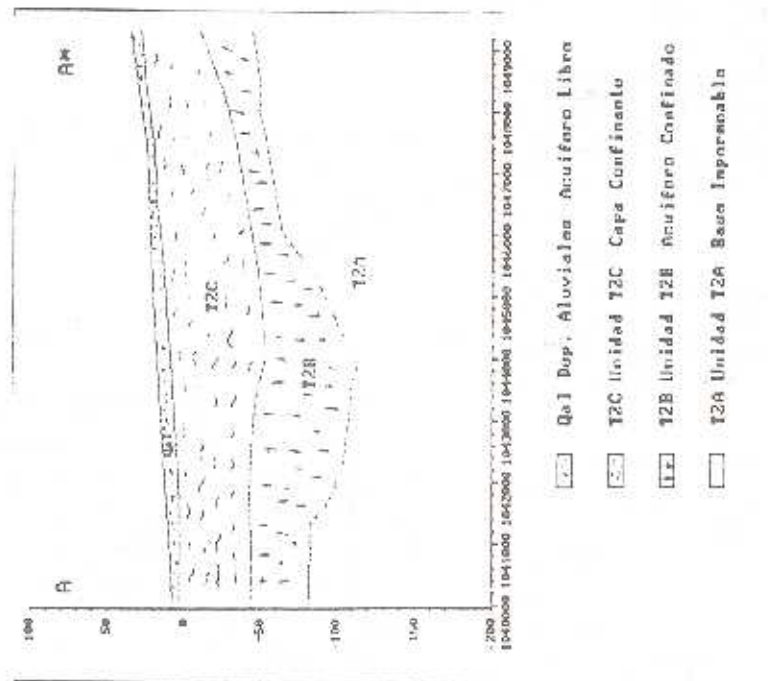 A A*
100
50
0
-50
-100
-150
-200
1040000 1041000 1042000 1043000 1044000 1045000 1046000 1047000 1048000 1049000
Qal
T2C
T2B
T2A
Qal Dep. Aluviales Acuifero Libre
T2C Unidad T2C Capa Confinante
T2B Unidad T2B Acuifero Confinado
T2A Unidad T2A Base Impermeable